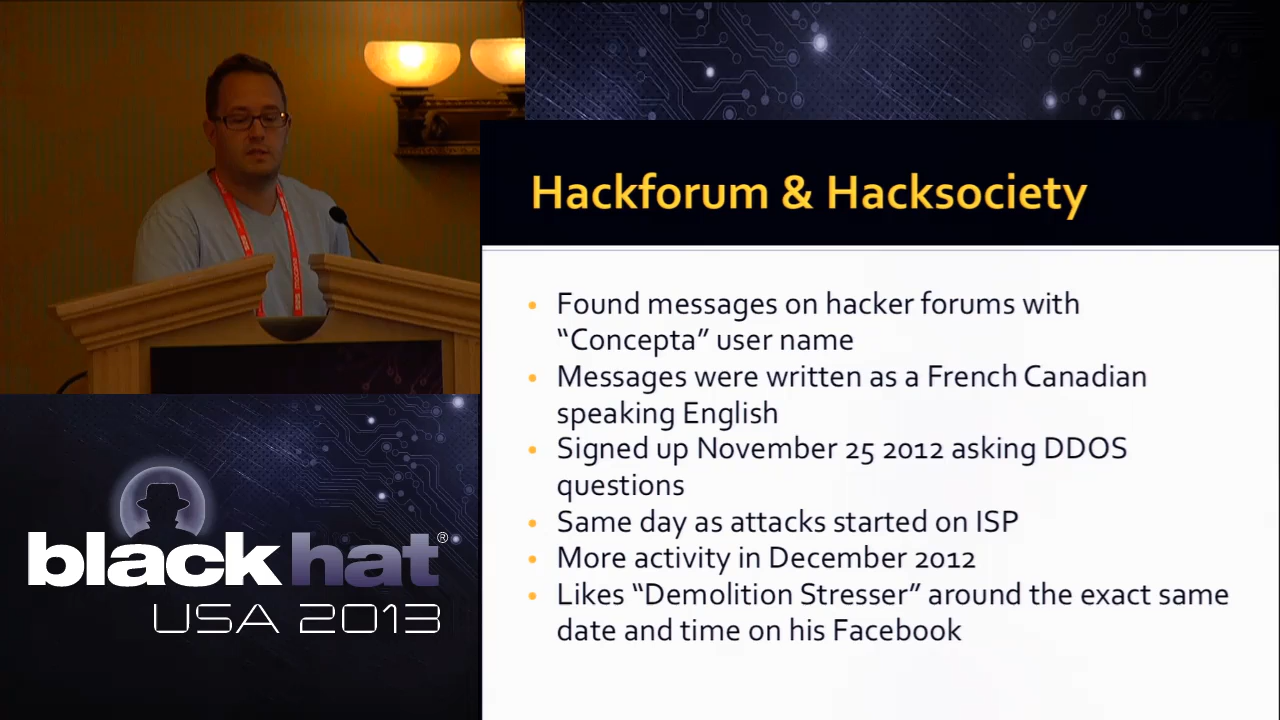 Hackforum & Hacksociety
• Found messages on hacker forums with
“Concepta” user name
• Messages were written as a French Canadian
speaking English
• Signed up November 25 2012 asking DDOS
questions
• Same day as attacks started on ISP
• More activity in December 2012
• Likes “Demolition Stresser” around the exact same
date and time on his Facebook
blackhat®
USA 2013